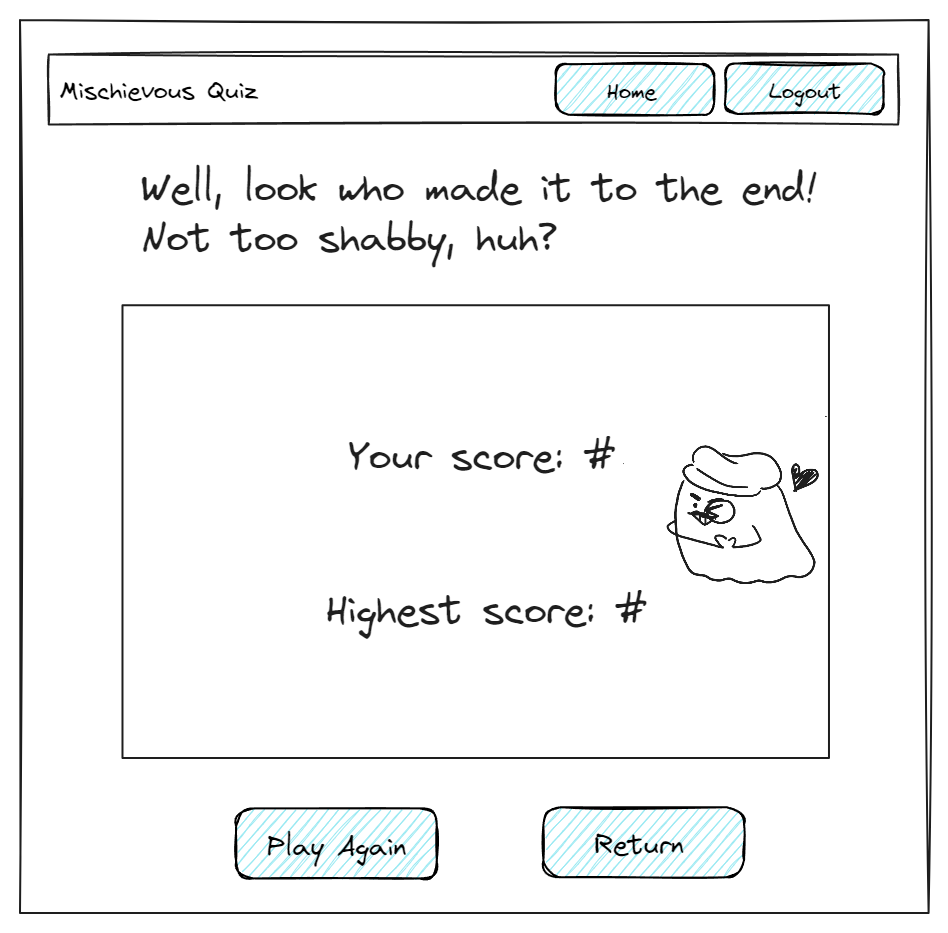 Mischievous Quiz
Home
Logout
Well, look who made it to the end!
Not too shabby, huh?
Your score: #
Highest score: #
Play Again
Return